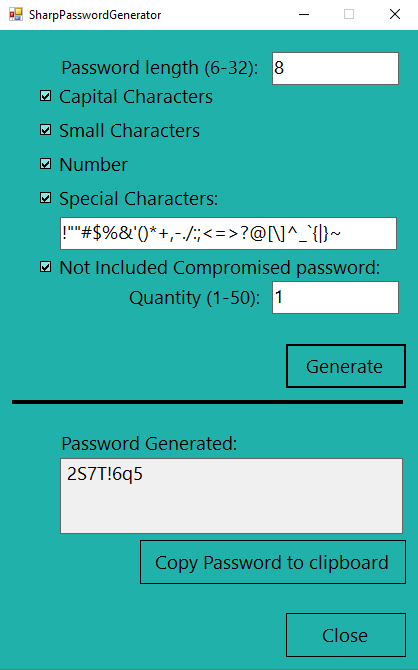 SharpPasswordGenerator
Password length (6-32): 8
Capital Characters
Small Characters
Number
Special Characters:
!""#$%&'()*+,-./:;<=>?@[\]^_`{|}~
Not Included Compromised password:
Quantity (1-50): 1
Generate
Password Generated:
2S7T!6q5
Copy Password to clipboard
Close